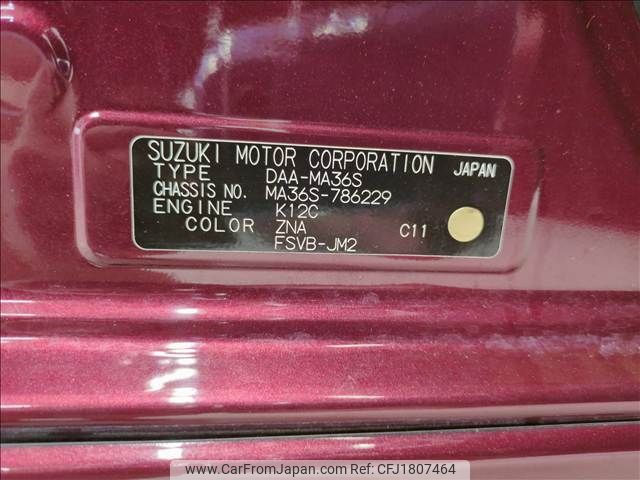 SUZUKI MOTOR CORPORATION JAPAN
TYPE DAA-MA36S
CHASSIS NO. MA36S-786229
ENGINE K12C
COLOR ZNA C11
FSVB-JM2
www.CarFromJapan.com Ref:CFJ1807464